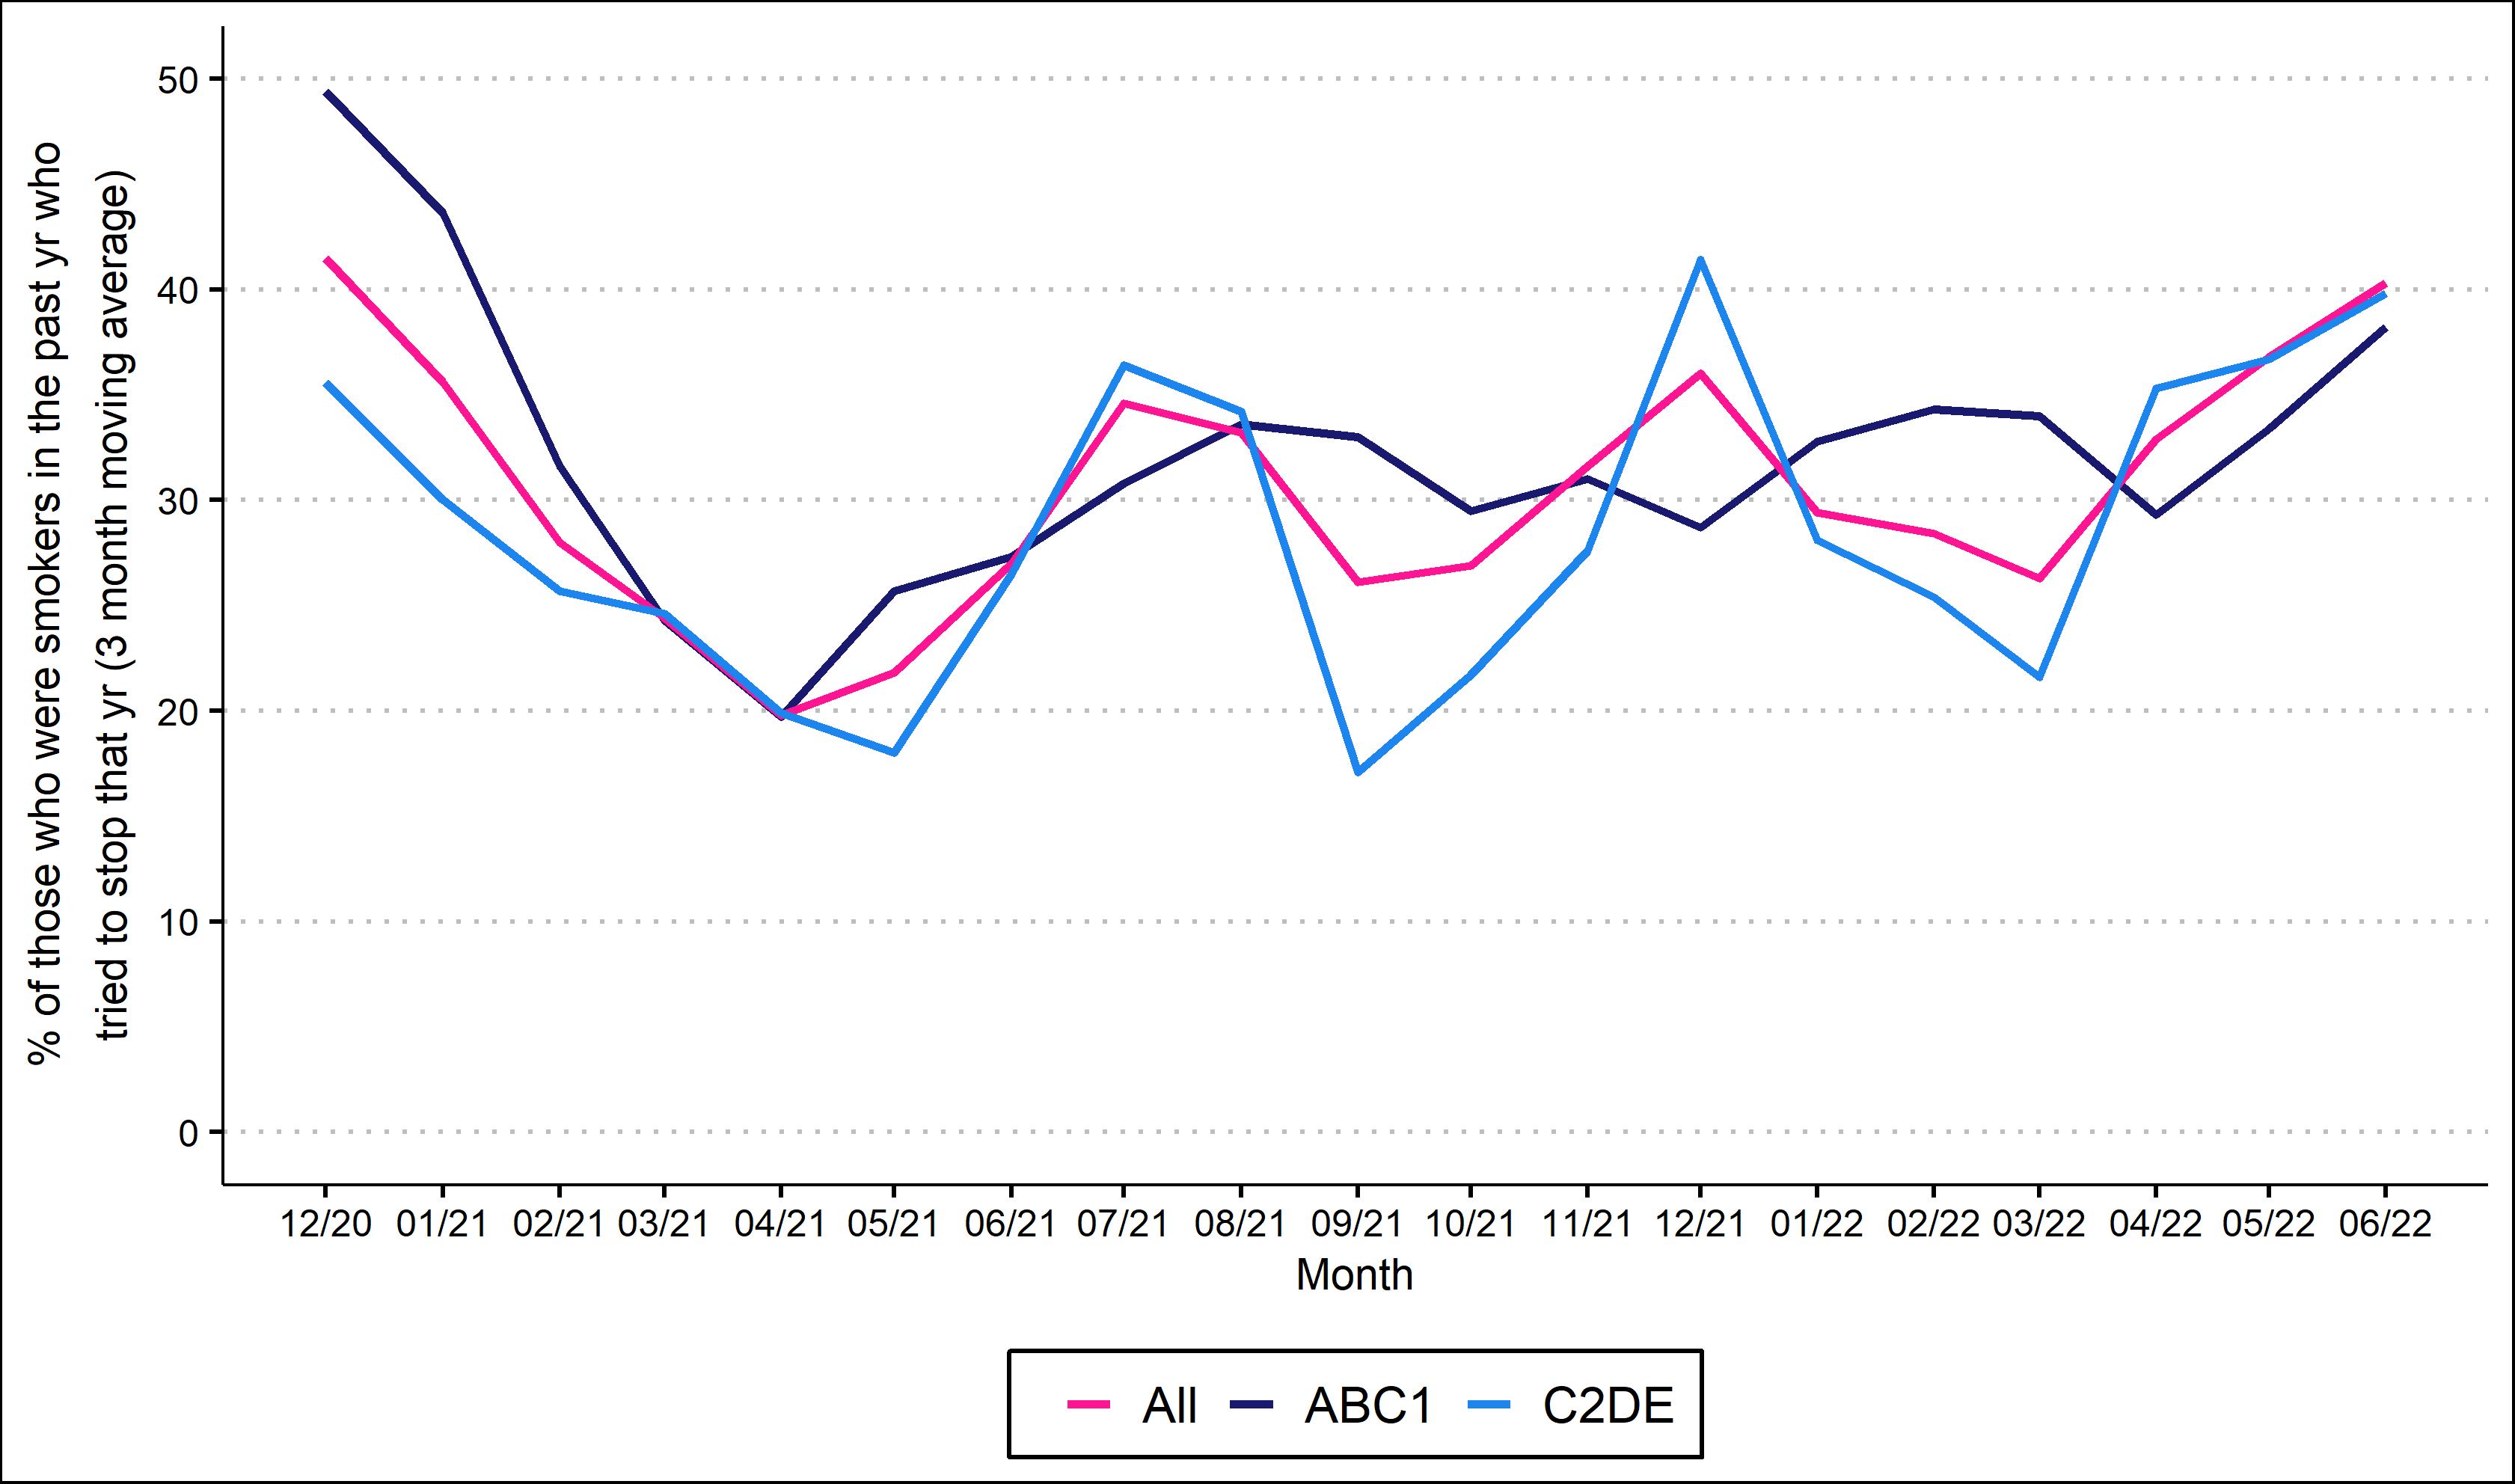 % of those who were smokers in the past yr who
tried to stop that yr (3 month moving average)
50
40
30
20
10
0
12/20 01/21 02/21 03/21 04/21 05/21 06/21 07/21 08/21 09/21 10/21 11/21 12/21 01/22 02/22 03/22 04/22 05/22 06/22
Month
All ABC1 C2DE